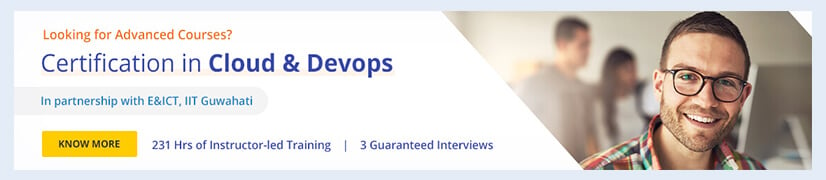 Looking for Advanced Courses?
Certification in Cloud & Devops
In partnership with E&ICT, IIT Guwahati
KNOW MORE 231 Hrs of Instructor-led Training | 3 Guaranteed Interviews